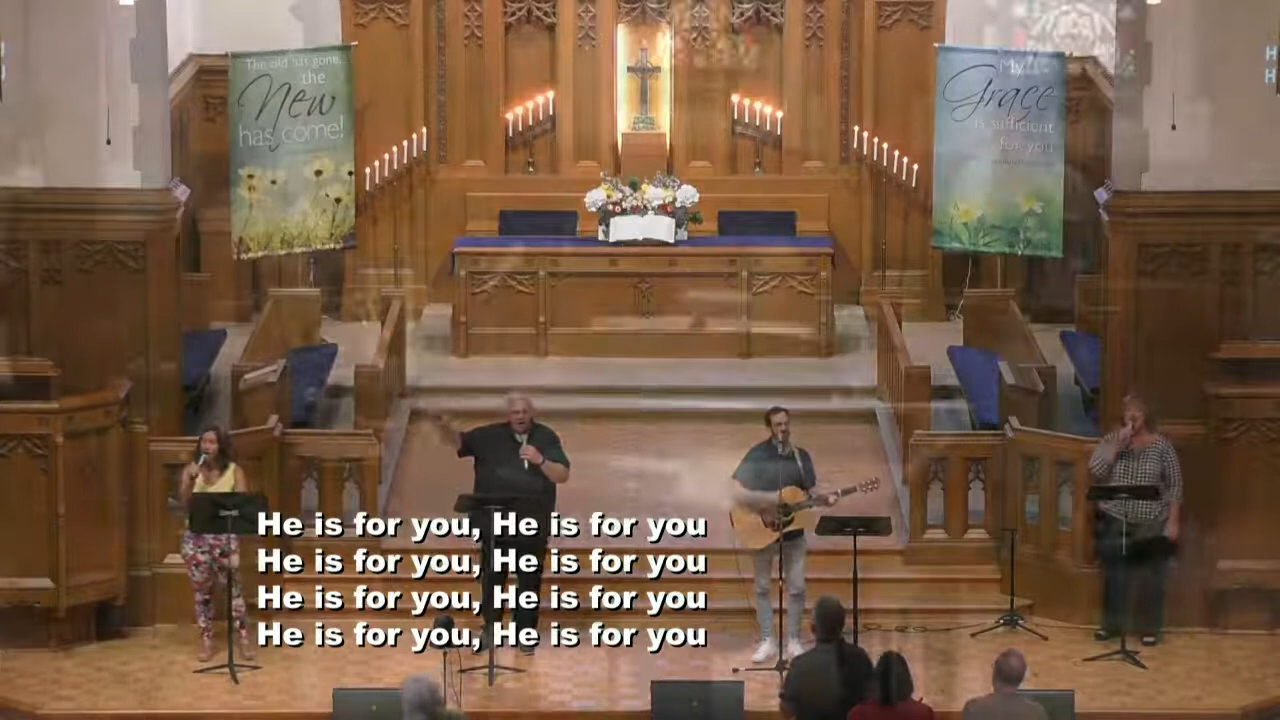 The old has gone,
the
New
has come!
My
Grace
is sufficient
for you
He is for you, He is for you
He is for you, He is for you
He is for you, He is for you
He is for you, He is for you